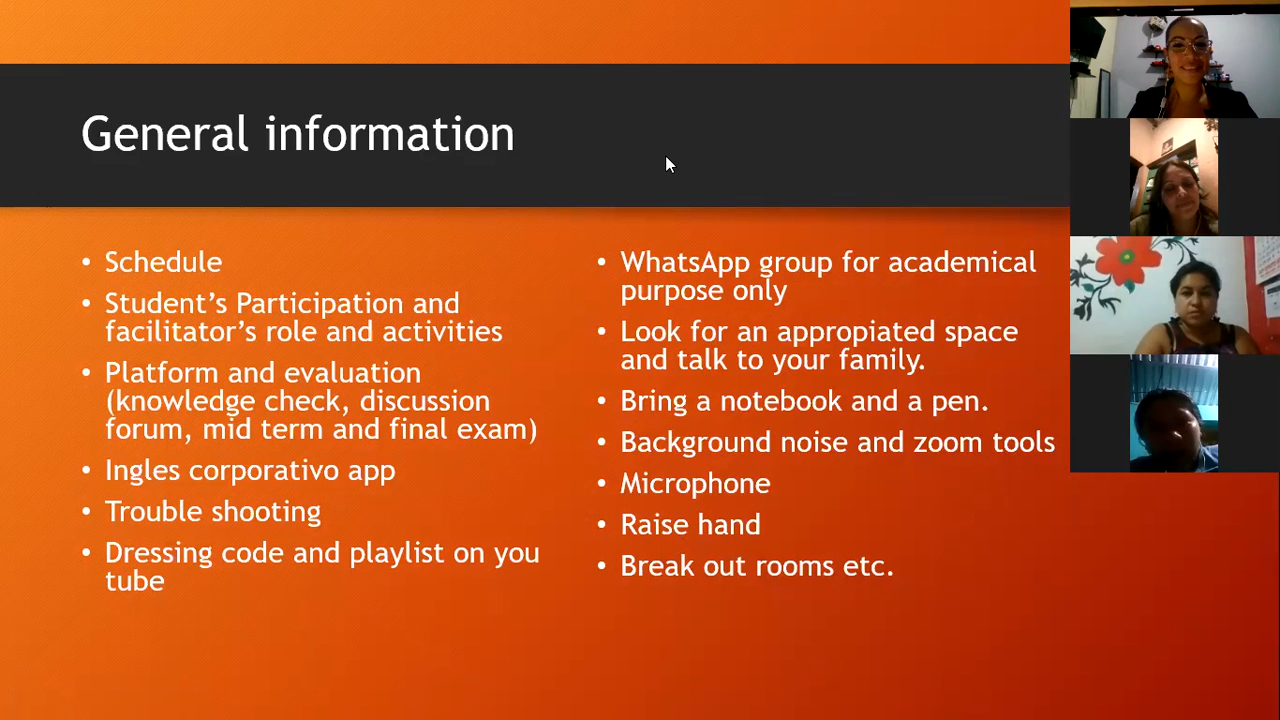 General information
• Schedule
• Student’s Participation and
facilitator’s role and activities
• Platform and evaluation
(knowledge check, discussion
forum, mid term and final exam)
• Ingles corporativo app
• Trouble shooting
• Dressing code and playlist on you
tube
• WhatsApp group for academical
purpose only
• Look for an appropiated space
and talk to your family.
• Bring a notebook and a pen.
• Background noise and zoom tools
• Microphone
• Raise hand
• Break out rooms etc.